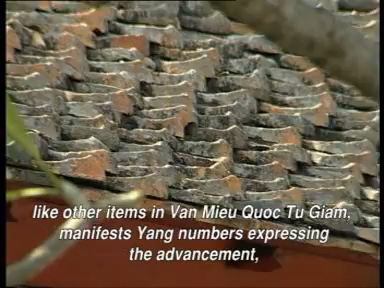 like other items in Van Mieu Quoc Tu Giam,
manifests Yang numbers expressing
the advancement,